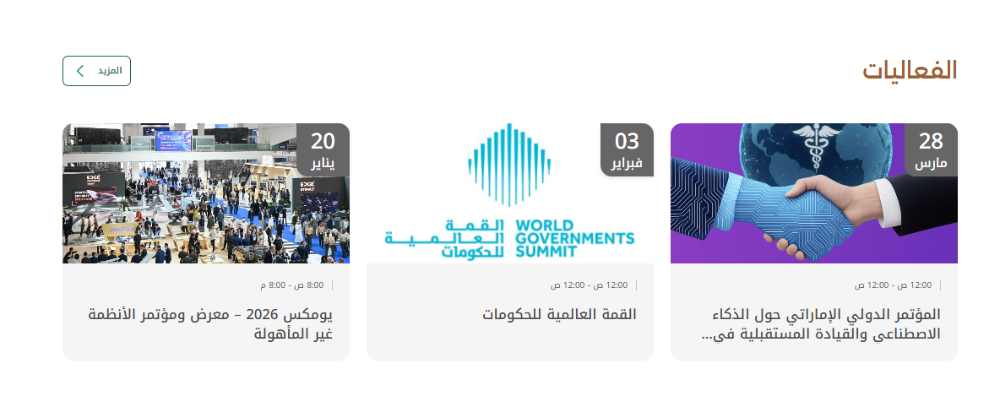 الفعاليات
المزيد
28
مارس
12:00 ص - 12:00 ص
المؤتمر الدولي الإماراتي حول الذكاء
الاصطناعي والقيادة المستقبلية في...
03
فبراير
القمة
العالمية
للحكومات
WORLD
GOVERNMENTS
SUMMIT
12:00 ص - 12:00 ص
القمة العالمية للحكومات
20
يناير
EDGE
EDGE
8:00 ص - 8:00 م
يومكس 2026 – معرض ومؤتمر الأنظمة
غير المأهولة